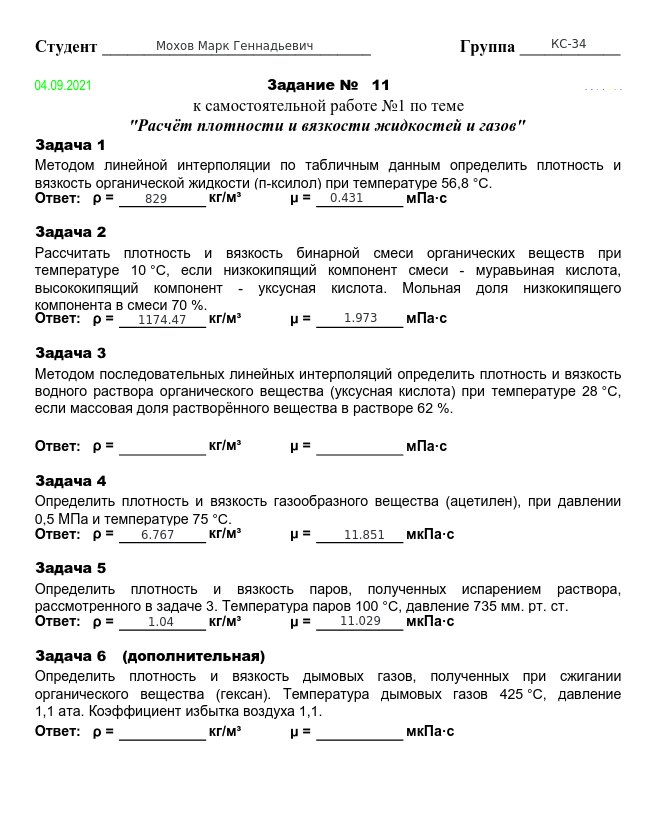 Студент Мохов Марк Геннадьевич Группа КС-34
04.09.2021 Задание № 11
к самостоятельной работе №1 по теме
"Расчёт плотности и вязкости жидкостей и газов"
Задача 1
Методом линейной интерполяции по табличным данным определить плотность и
вязкость органической жидкости (п-ксилол) при температуре 56,8 °С.
Ответ: ρ = 829 кг/м³ μ = 0.431 мПа·с
Задача 2
Рассчитать плотность и вязкость бинарной смеси органических веществ при
температуре 10 °С, если низкокипящий компонент смеси - муравьиная кислота,
высококипящий компонент - уксусная кислота. Мольная доля низкокипящего
компонента в смеси 70 %.
Ответ: ρ = 1174.47 кг/м³ μ = 1.973 мПа·с
Задача 3
Методом последовательных линейных интерполяций определить плотность и вязкость
водного раствора органического вещества (уксусная кислота) при температуре 28 °С,
если массовая доля растворённого вещества в растворе 62 %.
Ответ: ρ = кг/м³ μ = мПа·с
Задача 4
Определить плотность и вязкость газообразного вещества (ацетилен), при давлении
0,5 МПа и температуре 75 °С.
Ответ: ρ = 6.767 кг/м³ μ = 11.851 мкПа·с
Задача 5
Определить плотность и вязкость паров, полученных испарением раствора,
рассмотренного в задаче 3. Температура паров 100 °С, давление 735 мм. рт. ст.
Ответ: ρ = 1.04 кг/м³ μ = 11.029 мкПа·с
Задача 6 (дополнительная)
Определить плотность и вязкость дымовых газов, полученных при сжигании
органического вещества (гексан). Температура дымовых газов 425 °С, давление
1,1 ата. Коэффициент избытка воздуха 1,1.
Ответ: ρ = кг/м³ μ = мкПа·с